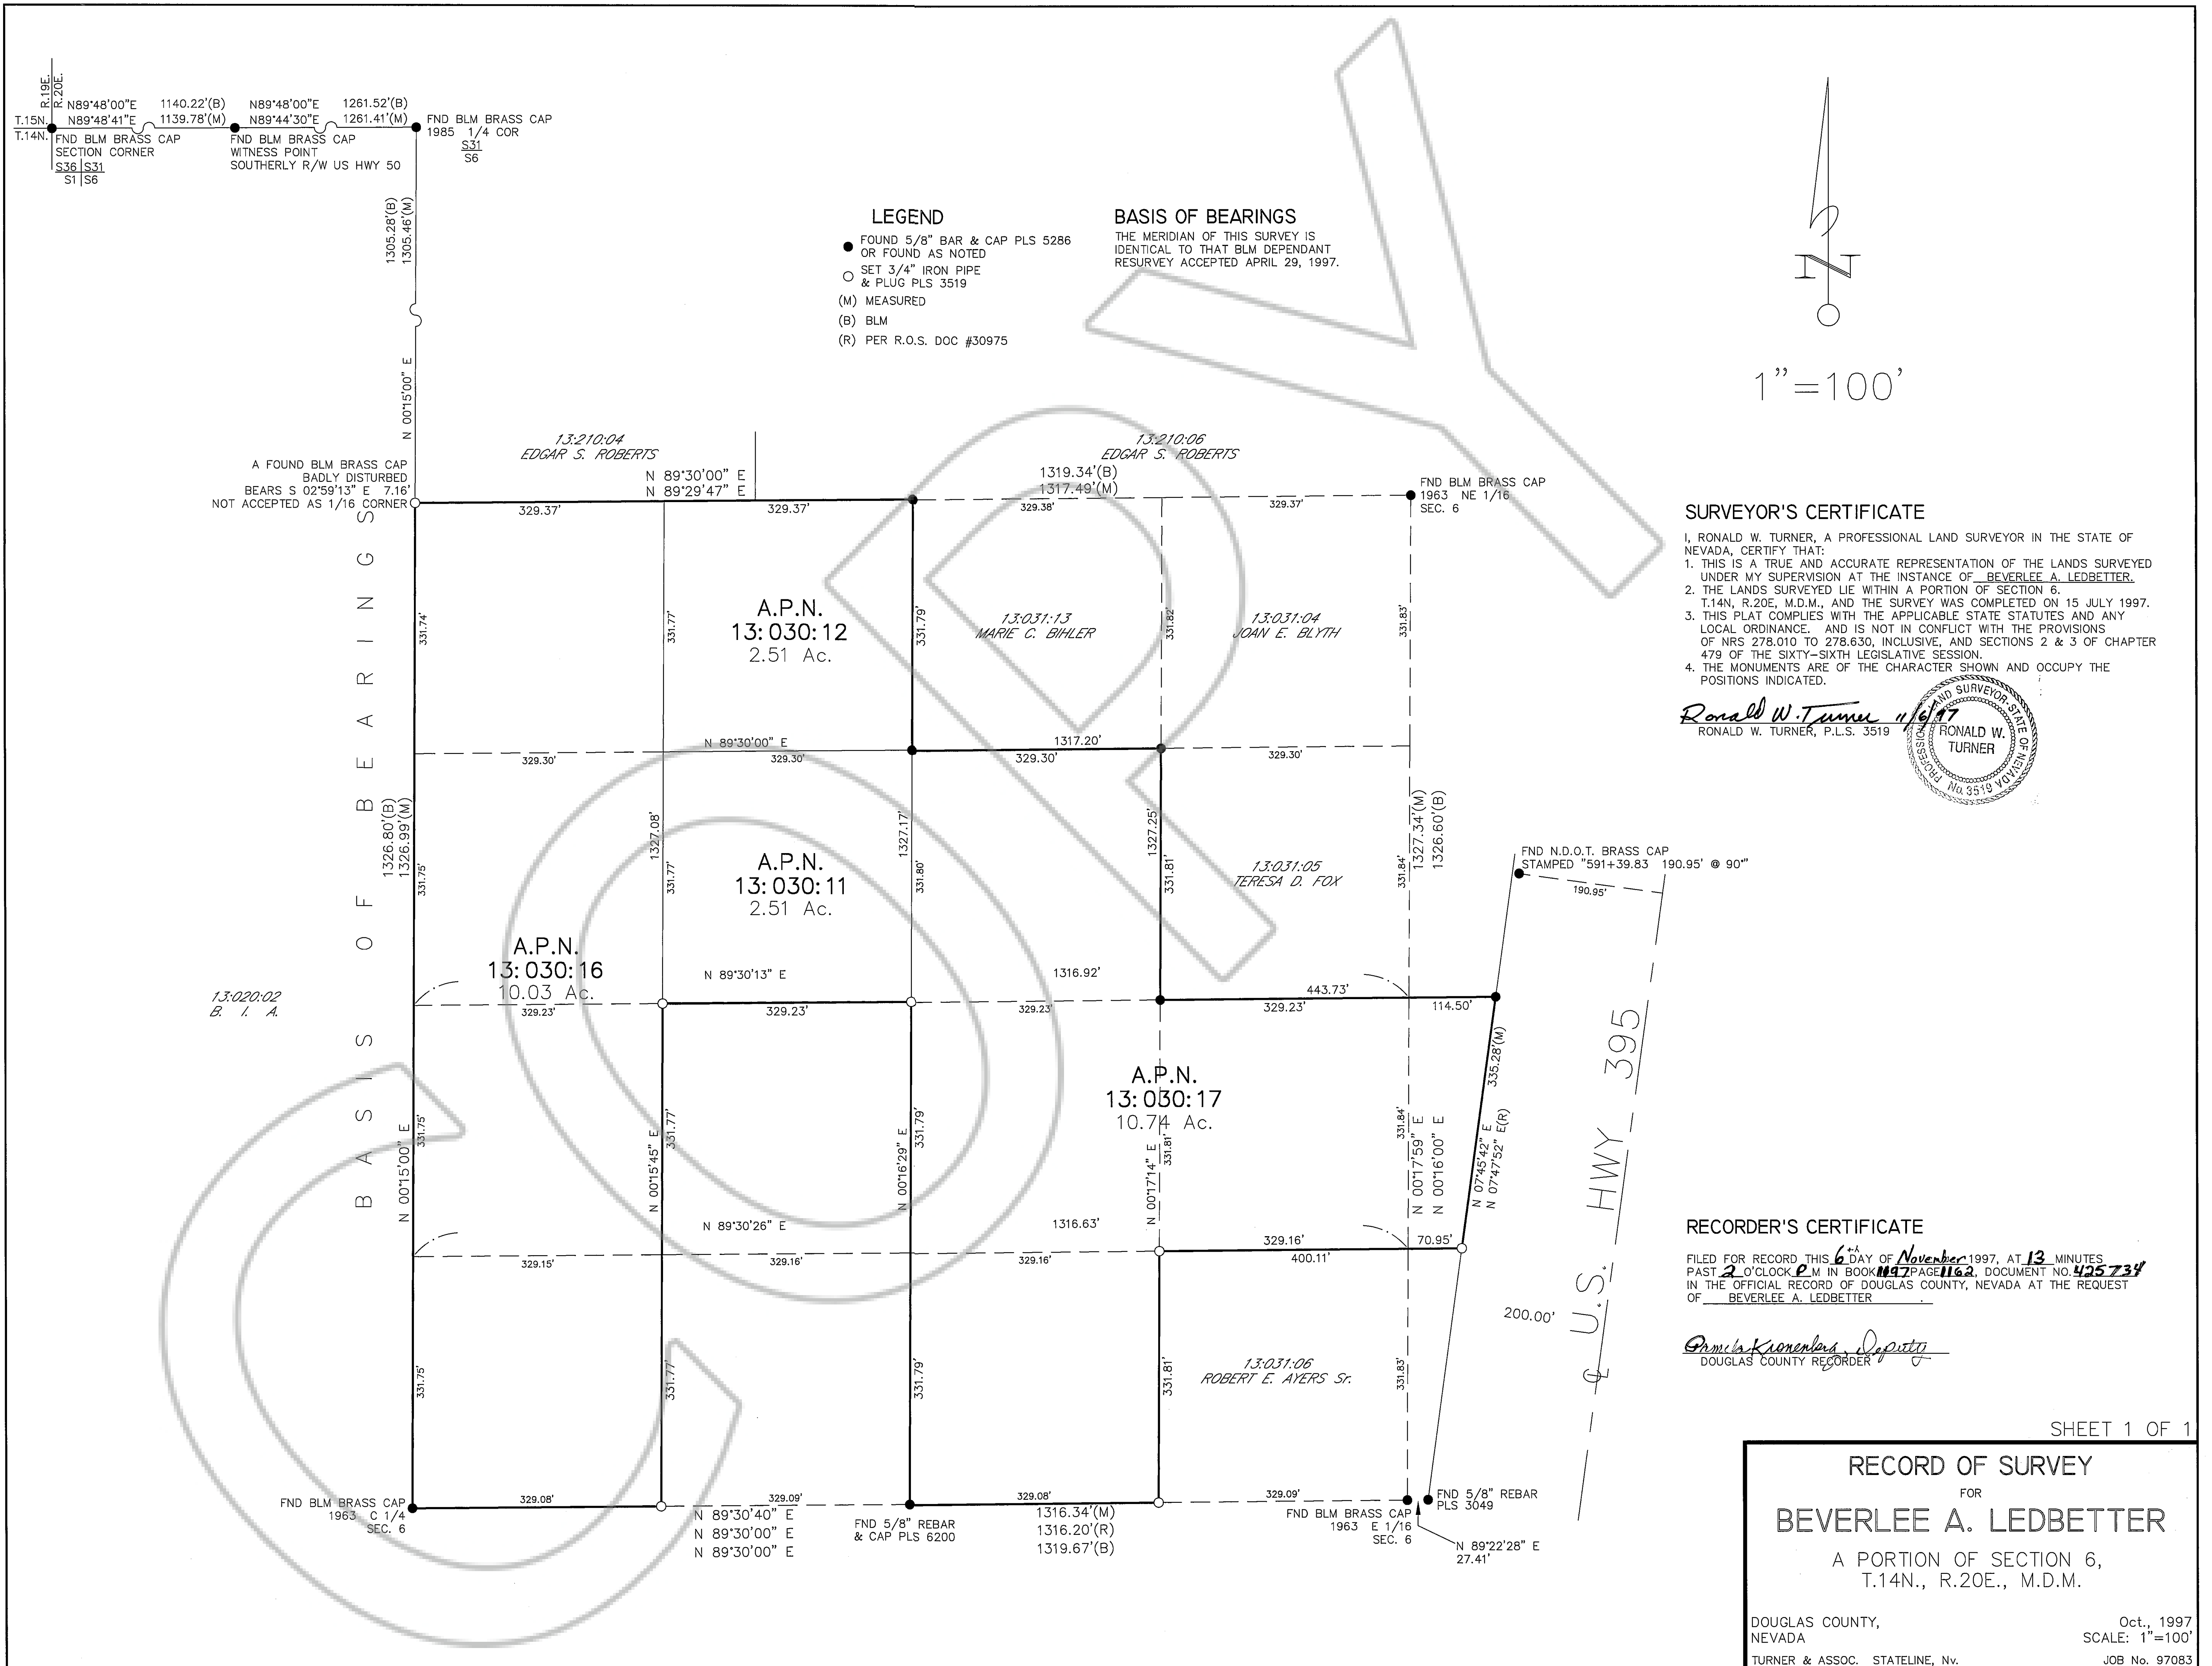 R.19E.
R.20E.
T.15N.
T.14N.
N89°48'00"E 1140.22'(B) N89°48'00"E 1261.52'(B)
N89°48'41"E 1139.78'(M) N89°44'30"E 1261.41'(M)
FND BLM BRASS CAP
SECTION CORNER
S36 S31
S1 S6
FND BLM BRASS CAP
WITNESS POINT
SOUTHERLY R/W US HWY 50
FND BLM BRASS CAP
1985 1/4 COR
S31
S6
1305.28'(B)
1305.46'(M)
N 00°15'00" E
LEGEND
FOUND 5/8" BAR & CAP PLS 5286
OR FOUND AS NOTED
SET 3/4" IRON PIPE
& PLUG PLS 3519
(M) MEASURED
(B) BLM
(R) PER R.O.S. DOC #30975
BASIS OF BEARINGS
THE MERIDIAN OF THIS SURVEY IS
IDENTICAL TO THAT BLM DEPENDANT
RESURVEY ACCEPTED APRIL 29, 1997.
N
1"=100'
A FOUND BLM BRASS CAP
BADLY DISTURBED
BEARS S 02°59'13" E 7.16'
NOT ACCEPTED AS 1/16 CORNER
13:210:04
EDGAR S. ROBERTS
N 89°30'00" E
N 89°29'47" E
13:210:06
EDGAR S. ROBERTS
1319.34'(B)
1317.49'(M)
FND BLM BRASS CAP
1963 NE 1/16
SEC. 6
329.37'
329.37'
329.38'
329.37'
331.74'
331.77'
331.79'
331.82'
331.83'
A.P.N.
13:030:12
2.51 Ac.
13:031:13
MARIE C. BIHLER
13:031:04
JOAN E. BLYTH
N 89°30'00" E
1317.20'
329.30'
329.30'
329.30'
329.30'
BASIS OF BEARINGS
1326.80'(B)
1326.99'(M)
331.75'
1327.08'
331.77'
1327.17'
331.80'
1327.25'
331.81'
331.84'
1327.34'(M)
1326.60'(B)
A.P.N.
13:030:11
2.51 Ac.
13:031:05
TERESA D. FOX
A.P.N.
13:030:16
10.03 Ac.
13:020:02
B. I. A.
N 89°30'13" E
1316.92'
443.73'
329.23'
329.23'
329.23'
329.23'
114.50'
FND N.D.O.T. BRASS CAP
STAMPED "591+39.83 190.95' @ 90°"
190.95'
A.P.N.
13:030:17
10.74 Ac.
335.28'(M)
N 07°45'42" E
N 07°47'52" E(R)
331.75'
N 00°15'00" E
331.77'
N 00°15'45" E
331.79'
N 00°16'29" E
331.81'
N 00°17'14" E
331.84'
N 00°17'59" E
N 00°16'00" E
N 89°30'26" E
1316.63'
329.15'
329.16'
329.16'
329.16'
400.11'
70.95'
200.00'
℄ U.S. HWY 395
331.75'
331.77'
331.79'
331.81'
331.83'
13:031:06
ROBERT E. AYERS Sr.
FND BLM BRASS CAP
1963 C 1/4
SEC. 6
329.08'
329.09'
329.08'
329.09'
N 89°30'40" E
N 89°30'00" E
N 89°30'00" E
FND 5/8" REBAR
& CAP PLS 6200
1316.34'(M)
1316.20'(R)
1319.67'(B)
FND BLM BRASS CAP
1963 E 1/16
SEC. 6
FND 5/8" REBAR
PLS 3049
N 89°22'28" E
27.41'
SURVEYOR'S CERTIFICATE
I, RONALD W. TURNER, A PROFESSIONAL LAND SURVEYOR IN THE STATE OF
NEVADA, CERTIFY THAT:
1. THIS IS A TRUE AND ACCURATE REPRESENTATION OF THE LANDS SURVEYED
UNDER MY SUPERVISION AT THE INSTANCE OF BEVERLEE A. LEDBETTER.
2. THE LANDS SURVEYED LIE WITHIN A PORTION OF SECTION 6.
T.14N, R.20E, M.D.M., AND THE SURVEY WAS COMPLETED ON 15 JULY 1997.
3. THIS PLAT COMPLIES WITH THE APPLICABLE STATE STATUTES AND ANY
LOCAL ORDINANCE. AND IS NOT IN CONFLICT WITH THE PROVISIONS
OF NRS 278.010 TO 278.630, INCLUSIVE, AND SECTIONS 2 & 3 OF CHAPTER
479 OF THE SIXTY-SIXTH LEGISLATIVE SESSION.
4. THE MONUMENTS ARE OF THE CHARACTER SHOWN AND OCCUPY THE
POSITIONS INDICATED.
Ronald W. Turner 11/6/97
RONALD W. TURNER, P.L.S. 3519
PROFESSIONAL LAND SURVEYOR-STATE OF NEVADA
RONALD W.
TURNER
No. 3519
RECORDER'S CERTIFICATE
FILED FOR RECORD THIS 6th DAY OF November 1997, AT 13 MINUTES
PAST 2 O'CLOCK P M IN BOOK 1197 PAGE 1162, DOCUMENT NO. 425734
IN THE OFFICIAL RECORD OF DOUGLAS COUNTY, NEVADA AT THE REQUEST
OF BEVERLEE A. LEDBETTER .
Kronenberg, Deputy
DOUGLAS COUNTY RECORDER
SHEET 1 OF 1
RECORD OF SURVEY
FOR
BEVERLEE A. LEDBETTER
A PORTION OF SECTION 6,
T.14N., R.20E., M.D.M.
DOUGLAS COUNTY, Oct., 1997
NEVADA SCALE: 1"=100'
TURNER & ASSOC. STATELINE, Nv. JOB No. 97083
COPY